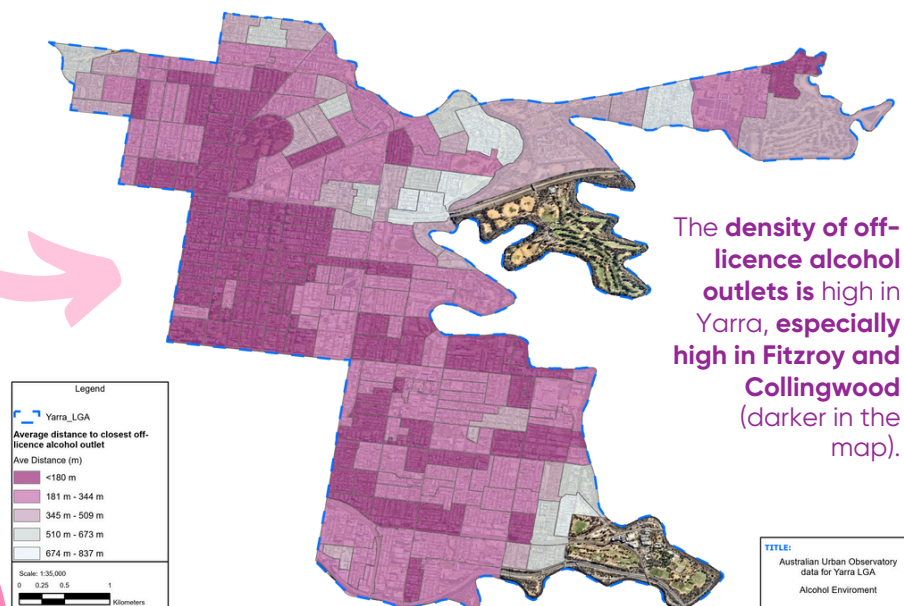 The density of off-
licence alcohol
outlets is high in
Yarra, especially
high in Fitzroy and
Collingwood
(darker in the
map).
Legend
Yarra_LGA
Average distance to closest off-
licence alcohol outlet
Ave Distance (m)
<180 m
181 m - 344 m
345 m - 509 m
510 m - 673 m
674 m - 837 m
Scale: 1:35,000
0 0.25 0.5 1
Kilometers
TITLE:
Australian Urban Observatory
data for Yarra LGA
Alcohol Enviroment